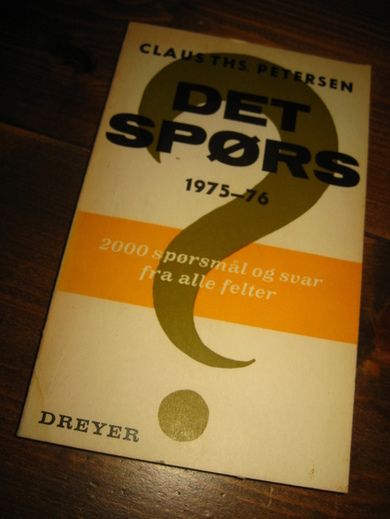 CLAUS THS. PETERSEN
DET
SPØRS
1975-76
2000 spørsmål og svar
fra alle felter
DREYER